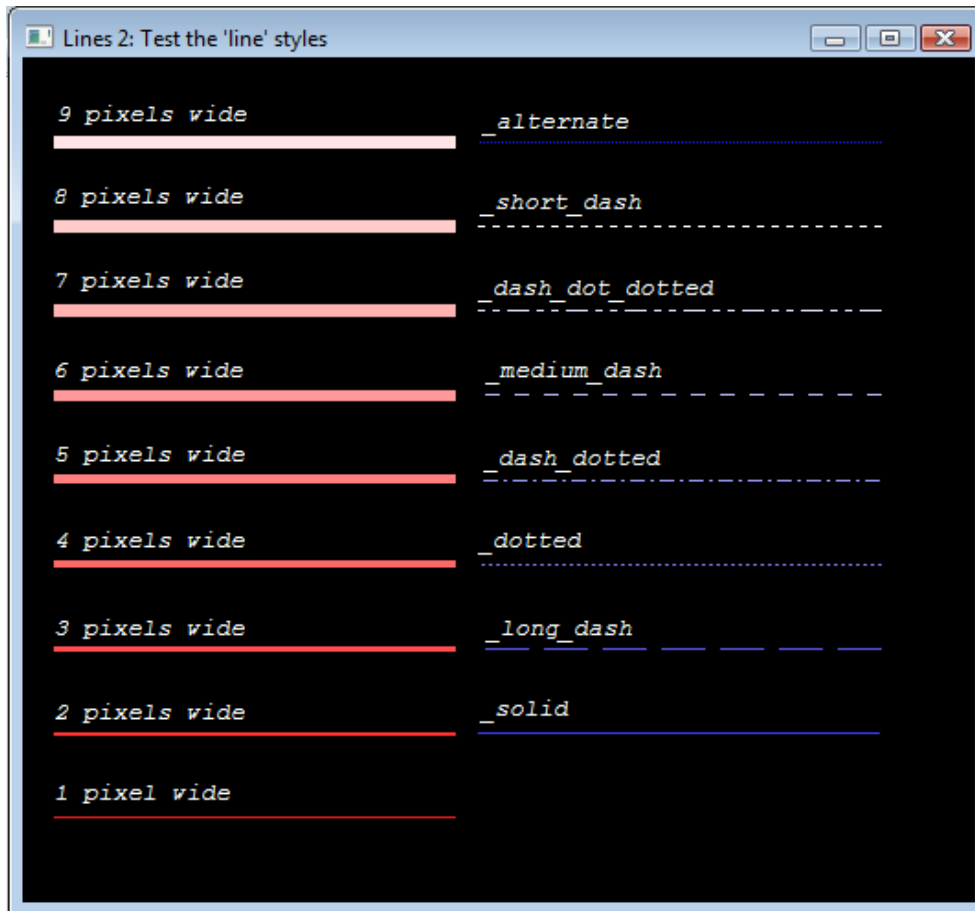 Lines 2: Test the 'line' styles
9 pixels wide
_alternate
8 pixels wide
_short_dash
7 pixels wide
_dash_dot_dotted
6 pixels wide
_medium_dash
5 pixels wide
_dash_dotted
4 pixels wide
_dotted
3 pixels wide
_long_dash
2 pixels wide
_solid
1 pixel wide